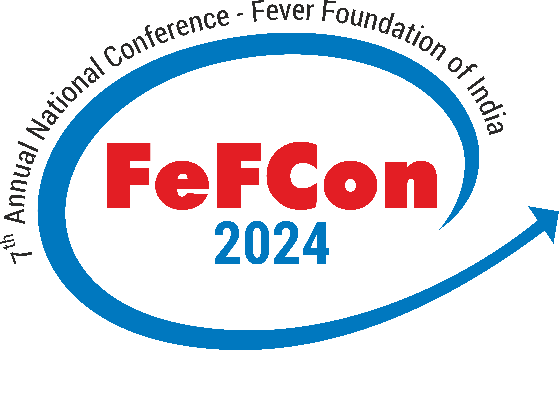 7th Annual National Conference - Fever Foundation of India
FeFCon
2024